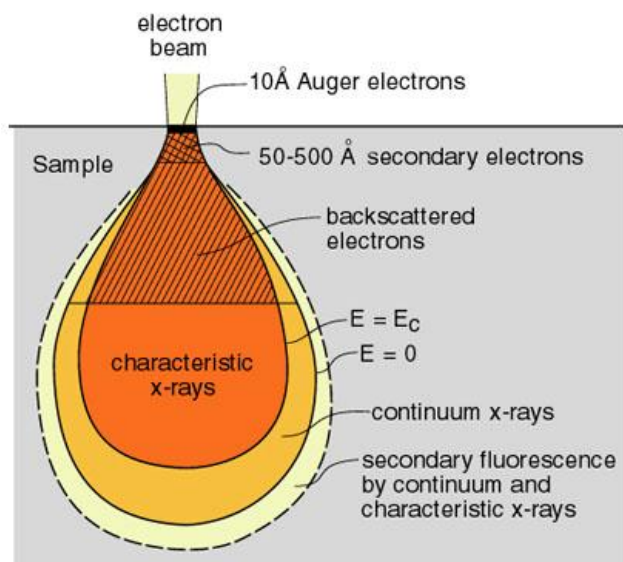 electron
beam
10Å Auger electrons
50-500 Å secondary electrons
Sample
backscattered
electrons
E = E_C
E = 0
characteristic
x-rays
continuum x-rays
secondary fluorescence
by continuum and
characteristic x-rays